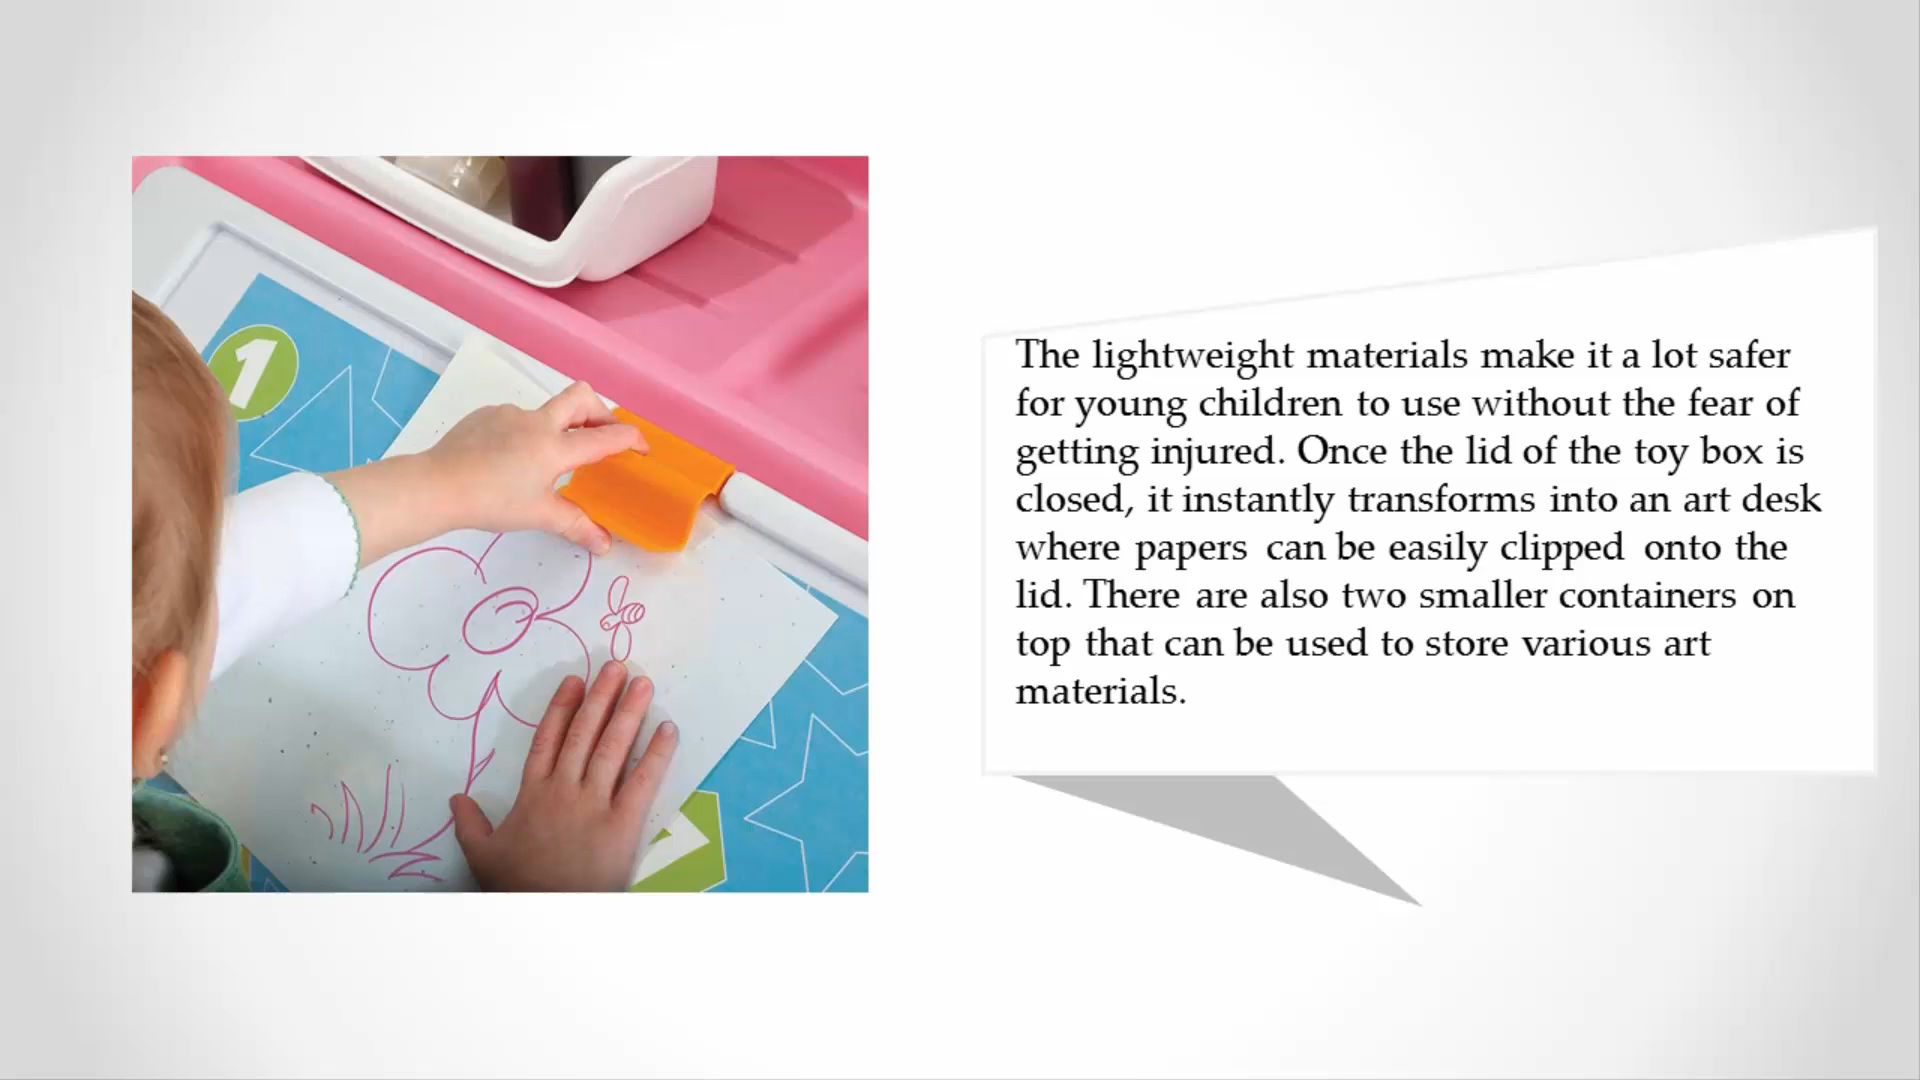 1
The lightweight materials make it a lot safer
for young children to use without the fear of
getting injured. Once the lid of the toy box is
closed, it instantly transforms into an art desk
where papers can be easily clipped onto the
lid. There are also two smaller containers on
top that can be used to store various art
materials.